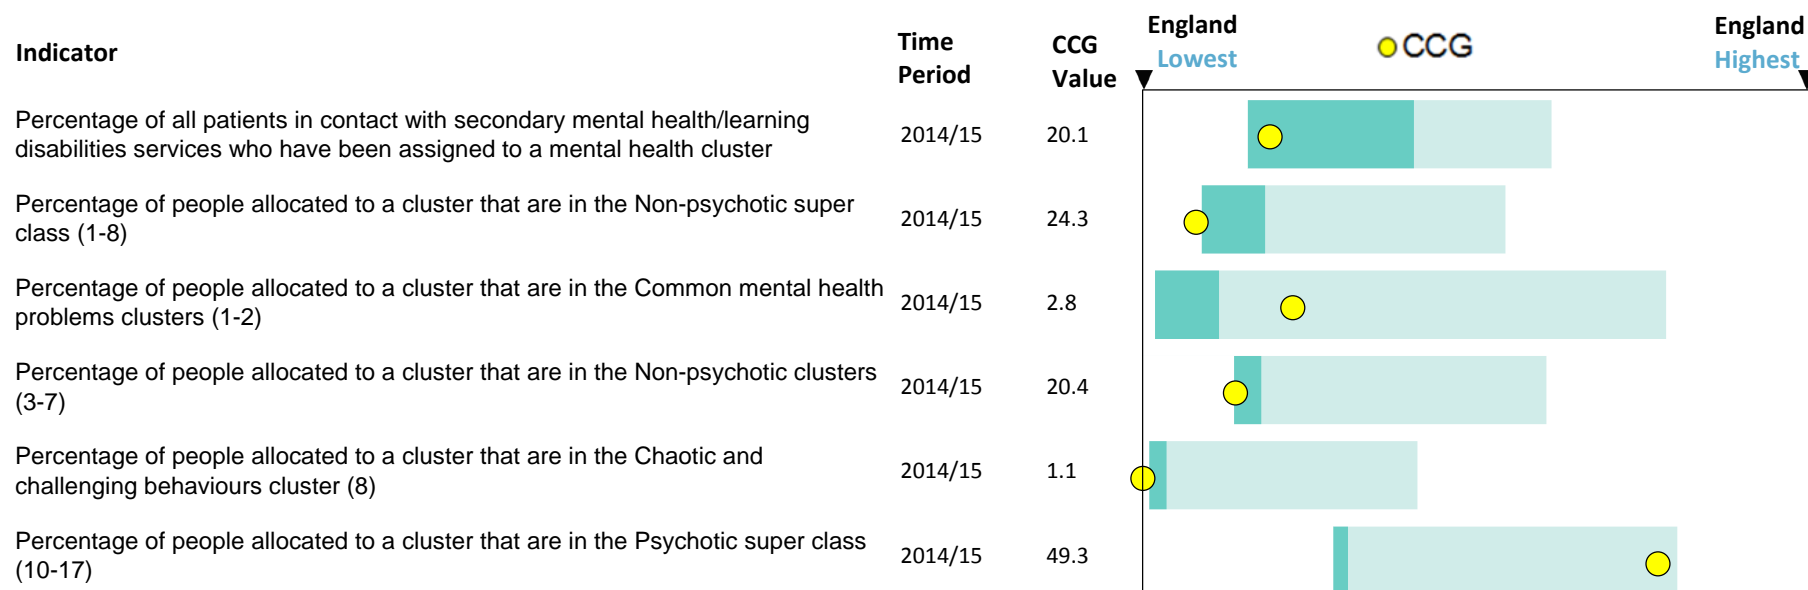 Indicator
Time
Period
CCG
Value
England
Lowest
CCG
England
Highest
Percentage of all patients in contact with secondary mental health/learning
disabilities services who have been assigned to a mental health cluster
2014/15
20.1
Percentage of people allocated to a cluster that are in the Non-psychotic super
class (1-8)
2014/15
24.3
Percentage of people allocated to a cluster that are in the Common mental health
problems clusters (1-2)
2014/15
2.8
Percentage of people allocated to a cluster that are in the Non-psychotic clusters
(3-7)
2014/15
20.4
Percentage of people allocated to a cluster that are in the Chaotic and
challenging behaviours cluster (8)
2014/15
1.1
Percentage of people allocated to a cluster that are in the Psychotic super class
(10-17)
2014/15
49.3